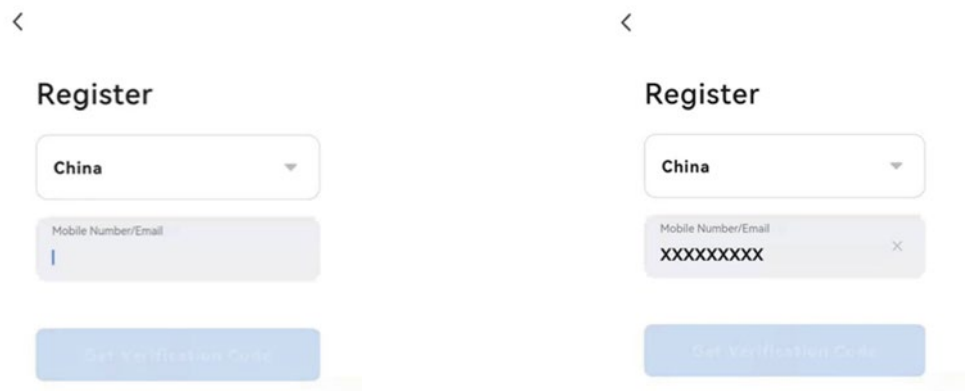 Register
China
Mobile Number/Email
Get Verification Code
Register
China
Mobile Number/Email
XXXXXXXXX
Get Verification Code